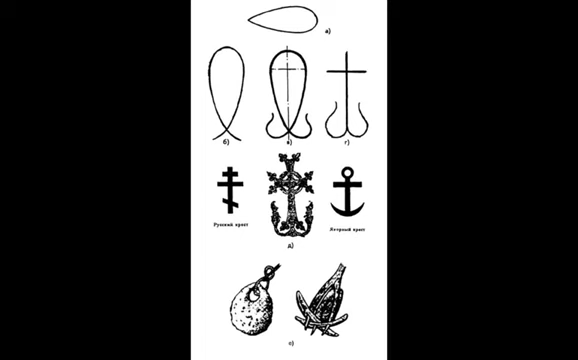 а)
б)
в)
г)
Русский крест
Якорный крест
д)
е)